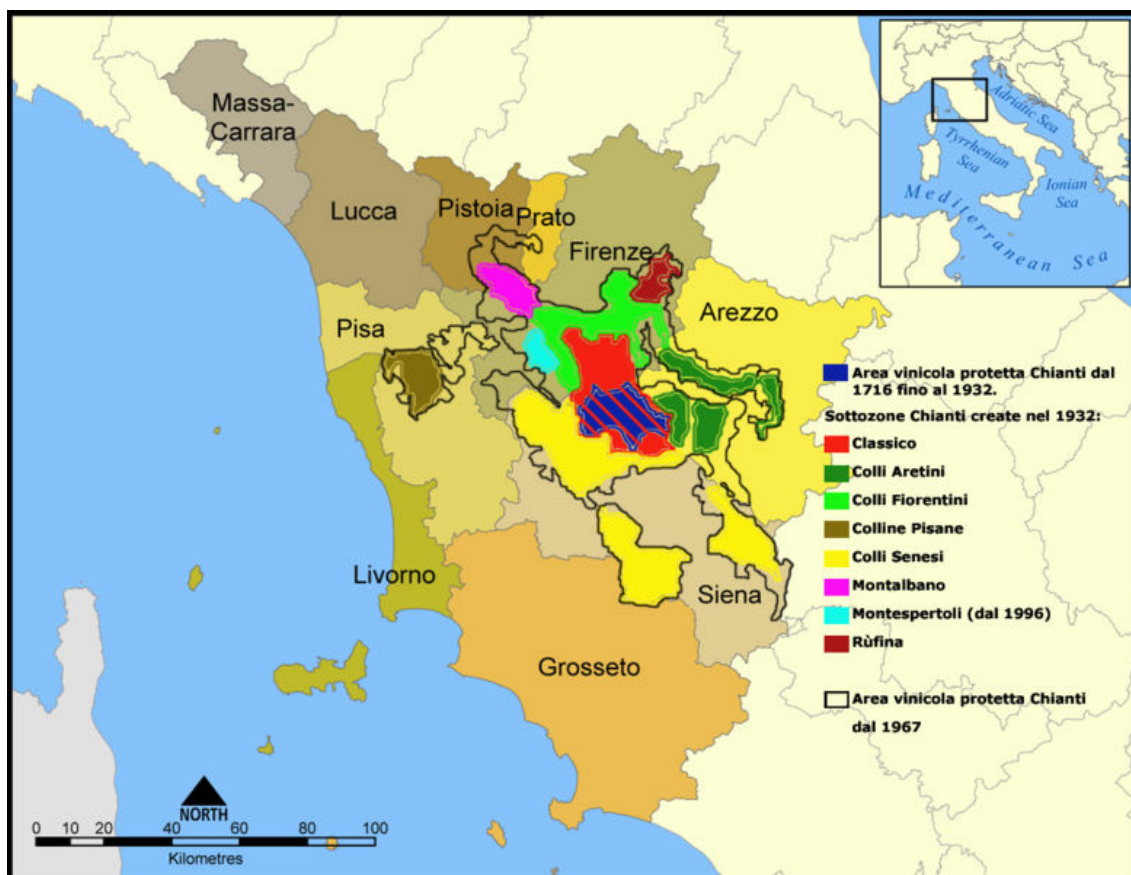 Massa-
Carrara
Lucca
Pistoia
Prato
Firenze
Pisa
Arezzo
Livorno
Siena
Grosseto
Adriatic Sea
Tyrrhenian
Sea
Ionian
Sea
Mediterranean Sea
Area vinicola protetta Chianti dal
1716 fino al 1932.
Sottozone Chianti create nel 1932:
Classico
Colli Aretini
Colli Fiorentini
Colline Pisane
Colli Senesi
Montalbano
Montespertoli (dal 1996)
Rùfina
Area vinicola protetta Chianti
dal 1967
NORTH
0 10 20 40 60 80 100
Kilometres